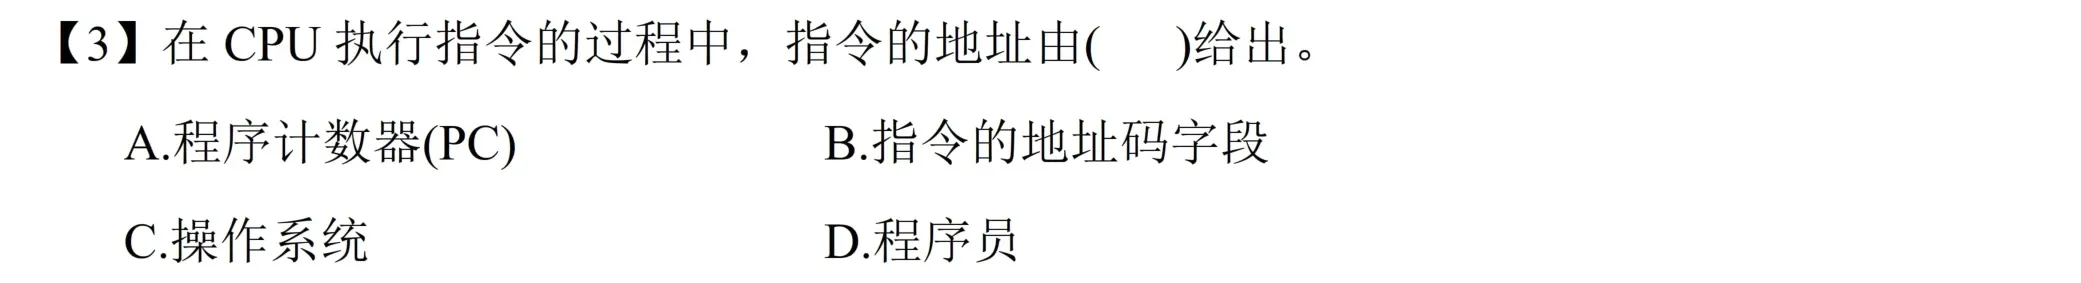 【3】在 CPU 执行指令的过程中，指令的地址由(    )给出。
A.程序计数器(PC) B.指令的地址码字段
C.操作系统 D.程序员